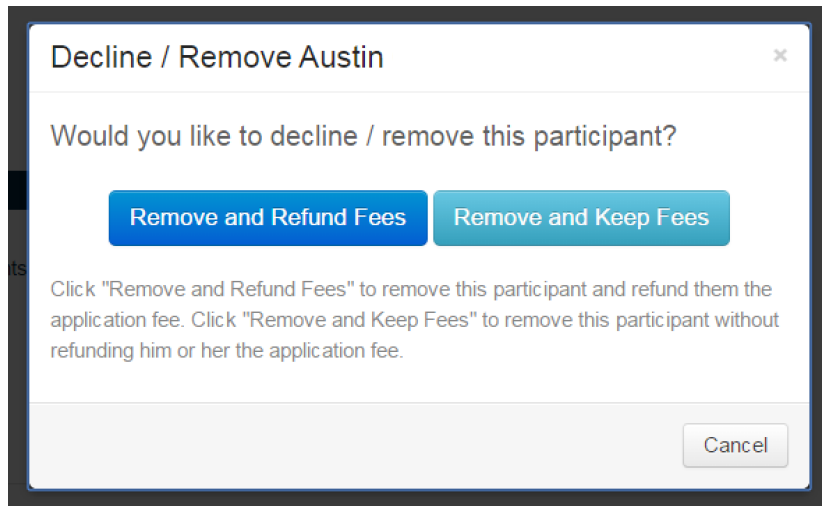 Decline / Remove Austin
×
Would you like to decline / remove this participant?
Remove and Refund Fees
Remove and Keep Fees
nts
Click "Remove and Refund Fees" to remove this participant and refund them the
application fee. Click "Remove and Keep Fees" to remove this participant without
refunding him or her the application fee.
Cancel